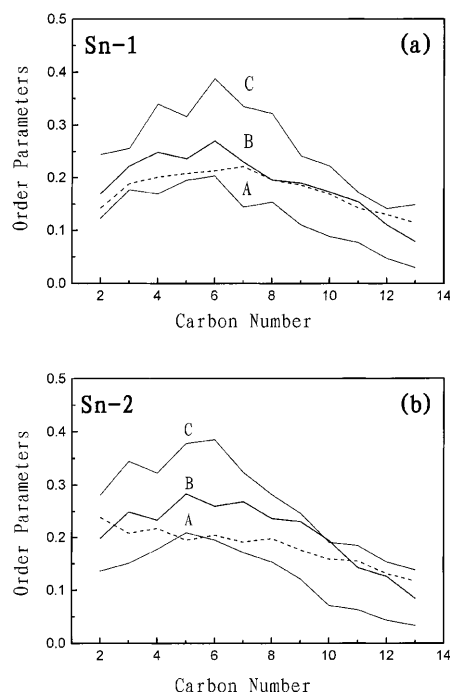 Sn-1
(a)
Order Parameters
0.5
0.4
0.3
0.2
0.1
0.0
C
B
A
2 4 6 8 10 12 14
Carbon Number
Sn-2
(b)
Order Parameters
0.5
0.4
0.3
0.2
0.1
0.0
C
B
A
2 4 6 8 10 12 14
Carbon Number